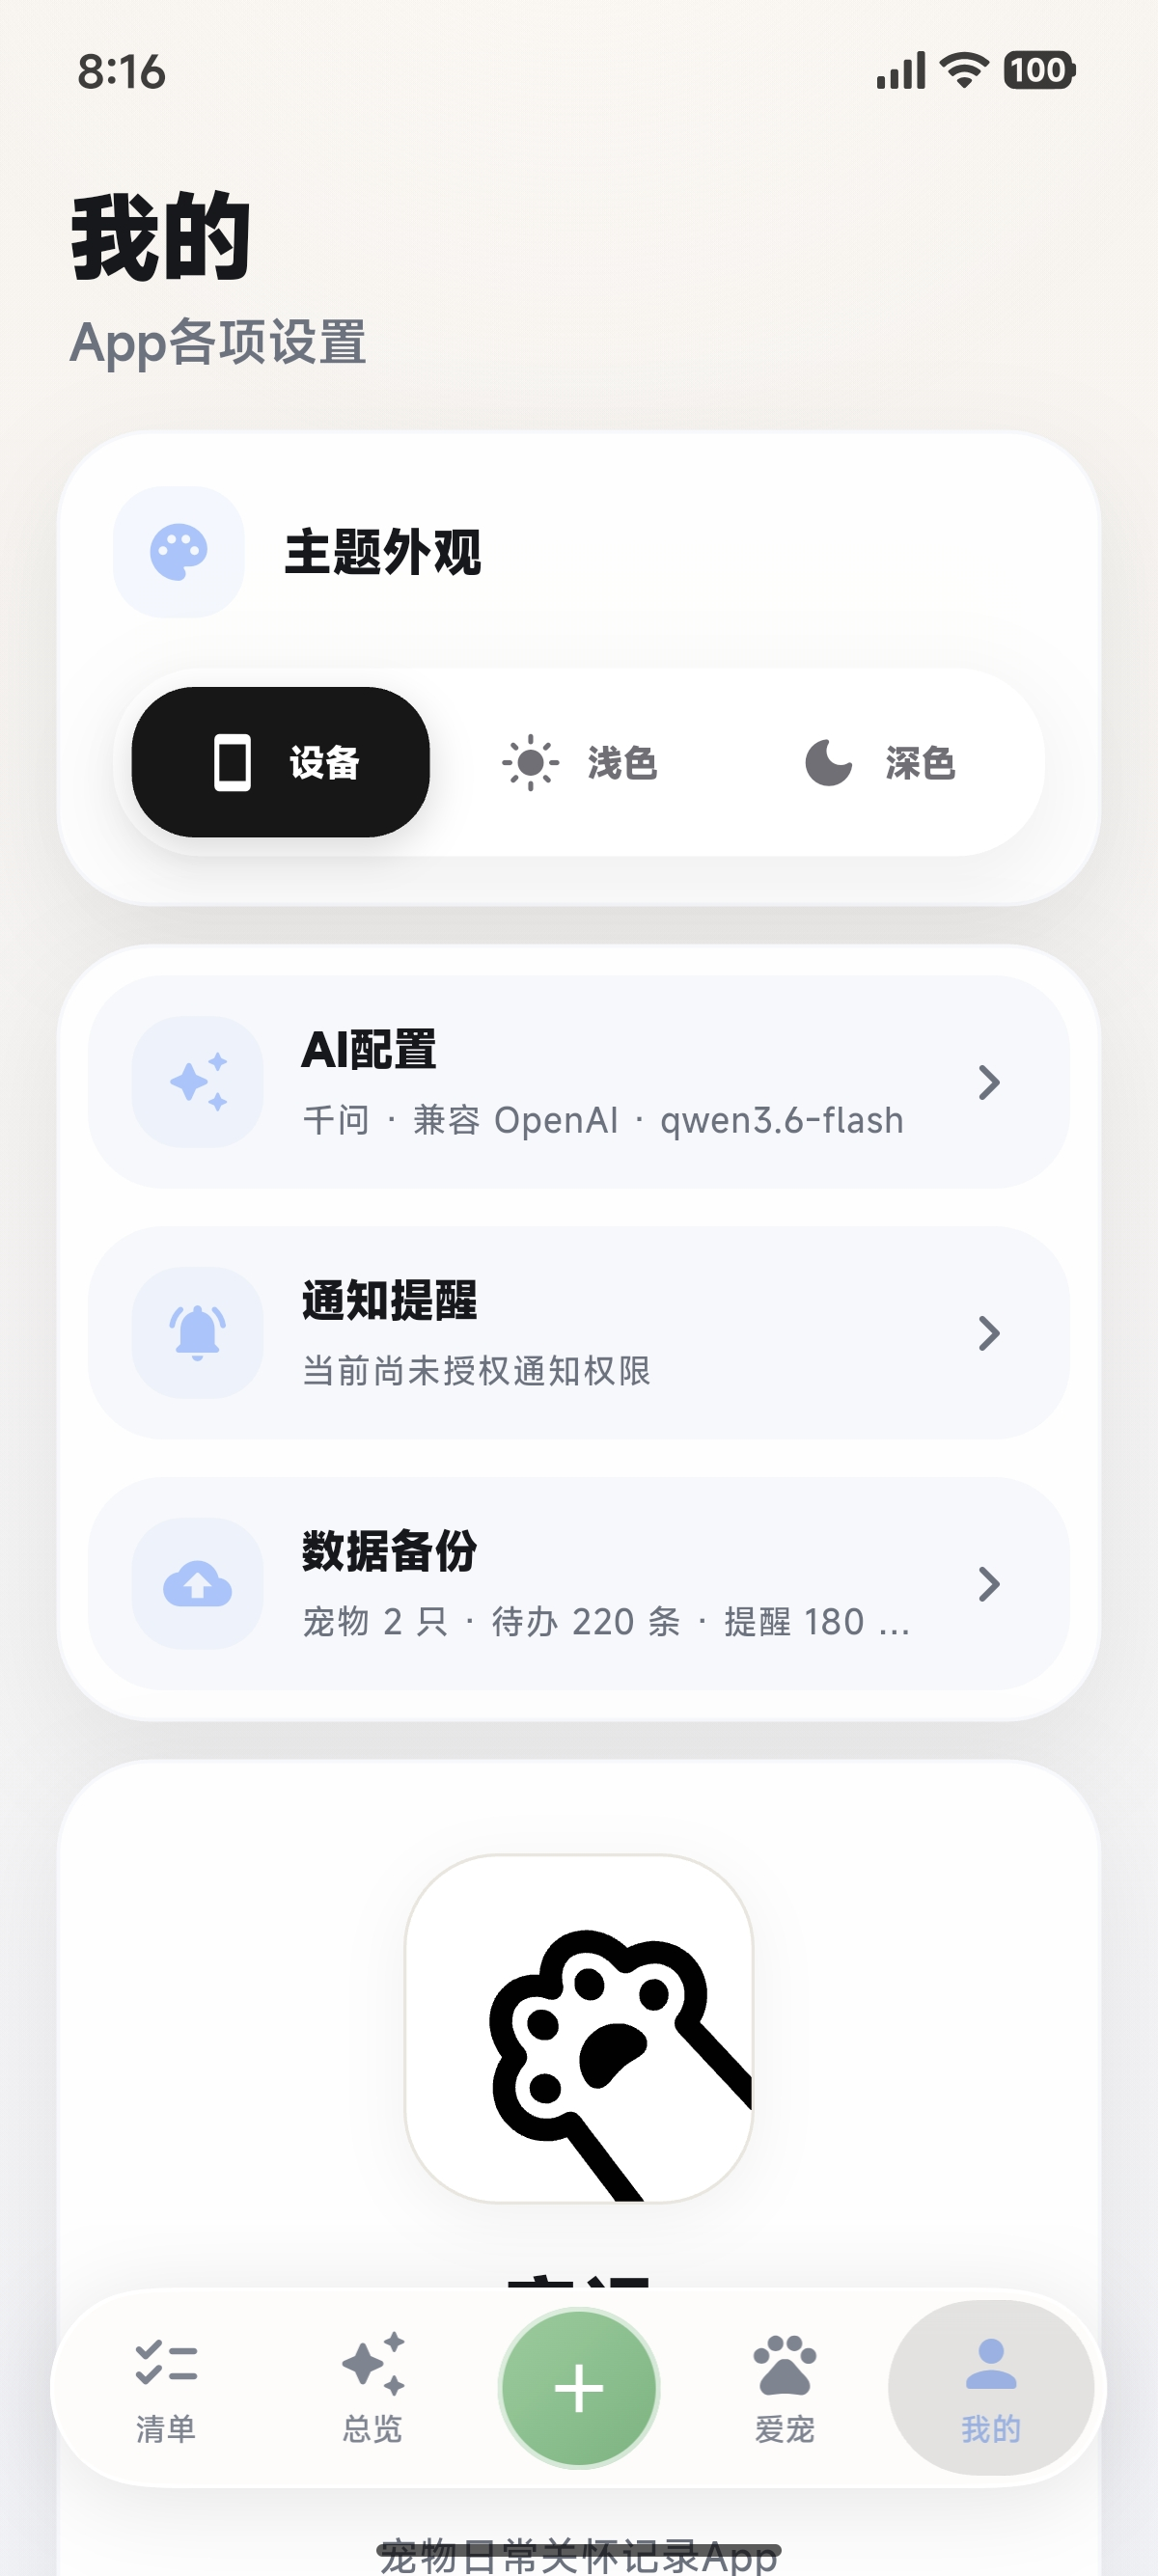 8:16
100
我的
App各项设置
主题外观
设备
浅色
深色
AI配置
千问 · 兼容 OpenAI · qwen3.6-flash
通知提醒
当前尚未授权通知权限
数据备份
宠物 2 只 · 待办 220 条 · 提醒 180 ...
清单
总览
爱宠
我的
宠物日常关怀记录App